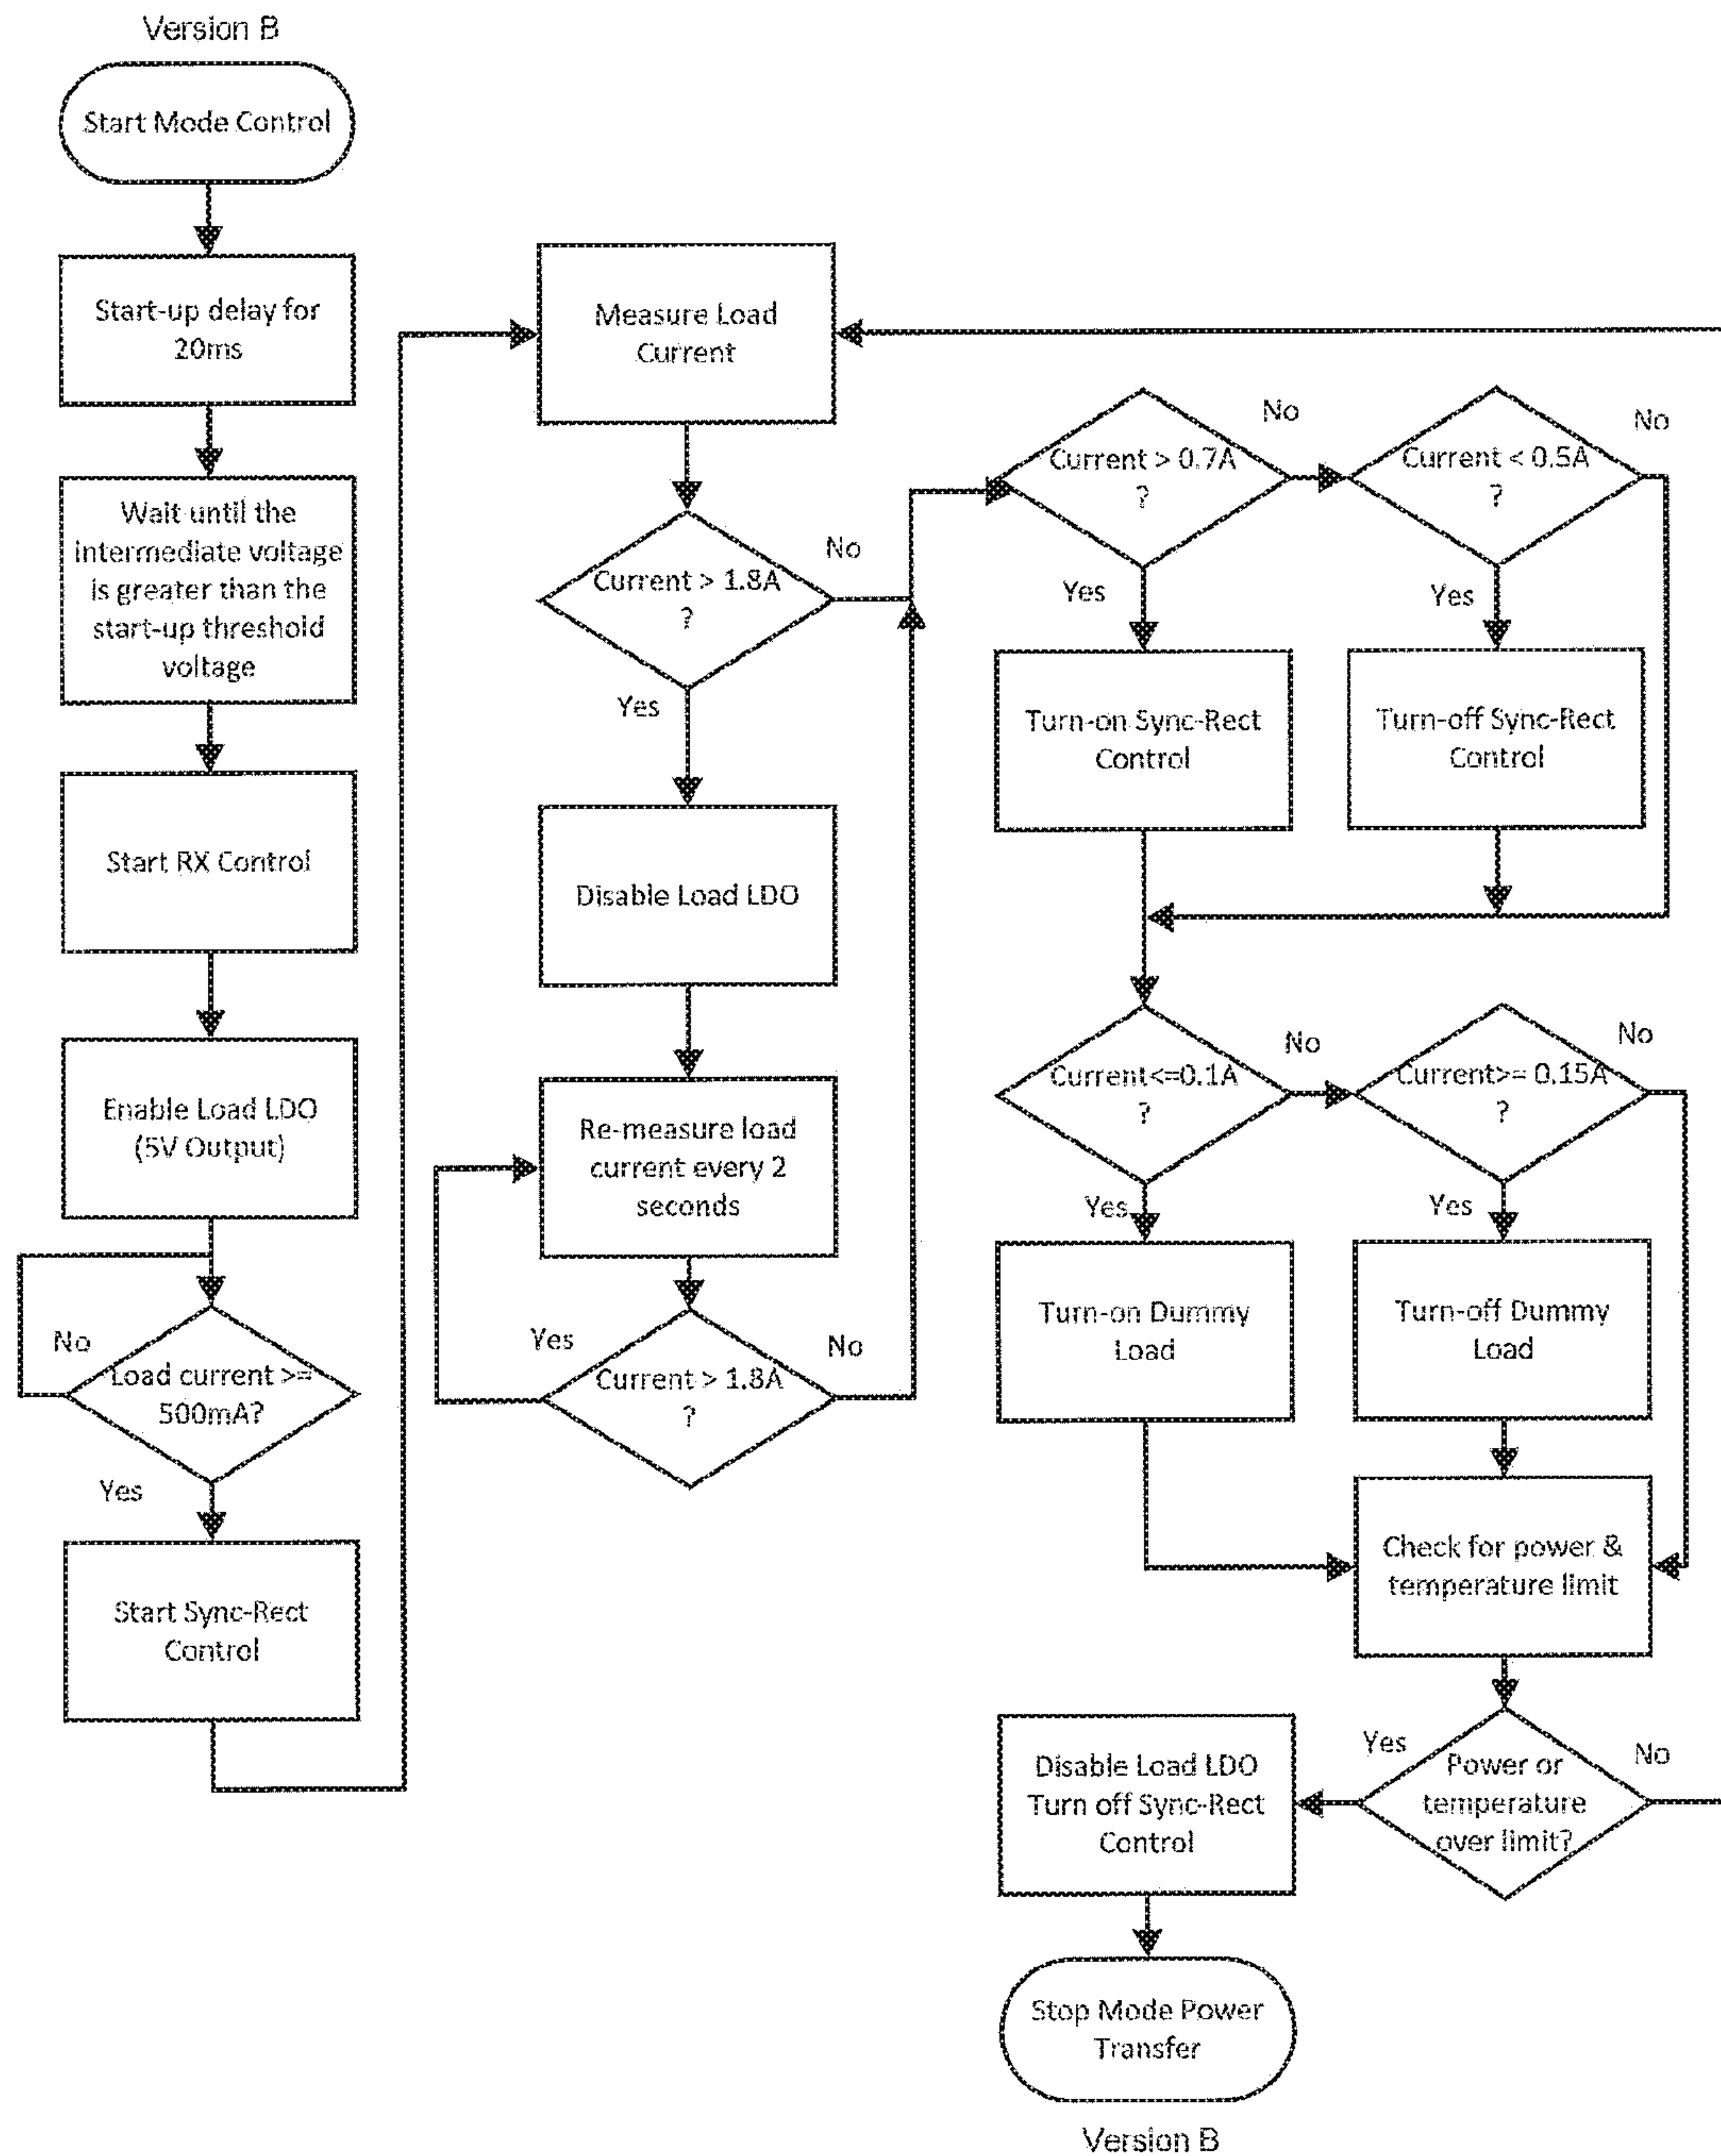 Version B
Start Mode Control
Start-up delay for
20ms
Wait until the
intermediate voltage
is greater than the
start-up threshold
voltage
Start RX Control
Enable Load LDO
(5V Output)
No
Load current >=
500mA?
Yes
Start Sync-Rect
Control
Measure Load
Current
No
Current > 1.8A
?
Yes
Disable Load LDO
Re-measure load
current every 2
seconds
Yes
No
Current > 1.8A
?
No
No
Current > 0.7A
?
Current < 0.5A
?
Yes
Yes
Turn-on Sync-Rect
Control
Turn-off Sync-Rect
Control
No
No
Current<=0.1A
?
Current>= 0.15A
?
Yes
Yes
Turn-on Dummy
Load
Turn-off Dummy
Load
Check for power &
temperature limit
Yes
No
Power or
temperature
over limit?
Disable Load LDO
Turn off Sync-Rect
Control
Stop Mode Power
Transfer
Version B